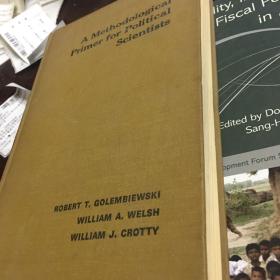 A Methodological
Primer for Political
Scientists
ROBERT T. GOLEMBIEWSKI
WILLIAM A. WELSH
WILLIAM J. CROTTY
Fiscal
in
Edited by
Sang-H
opment Forum